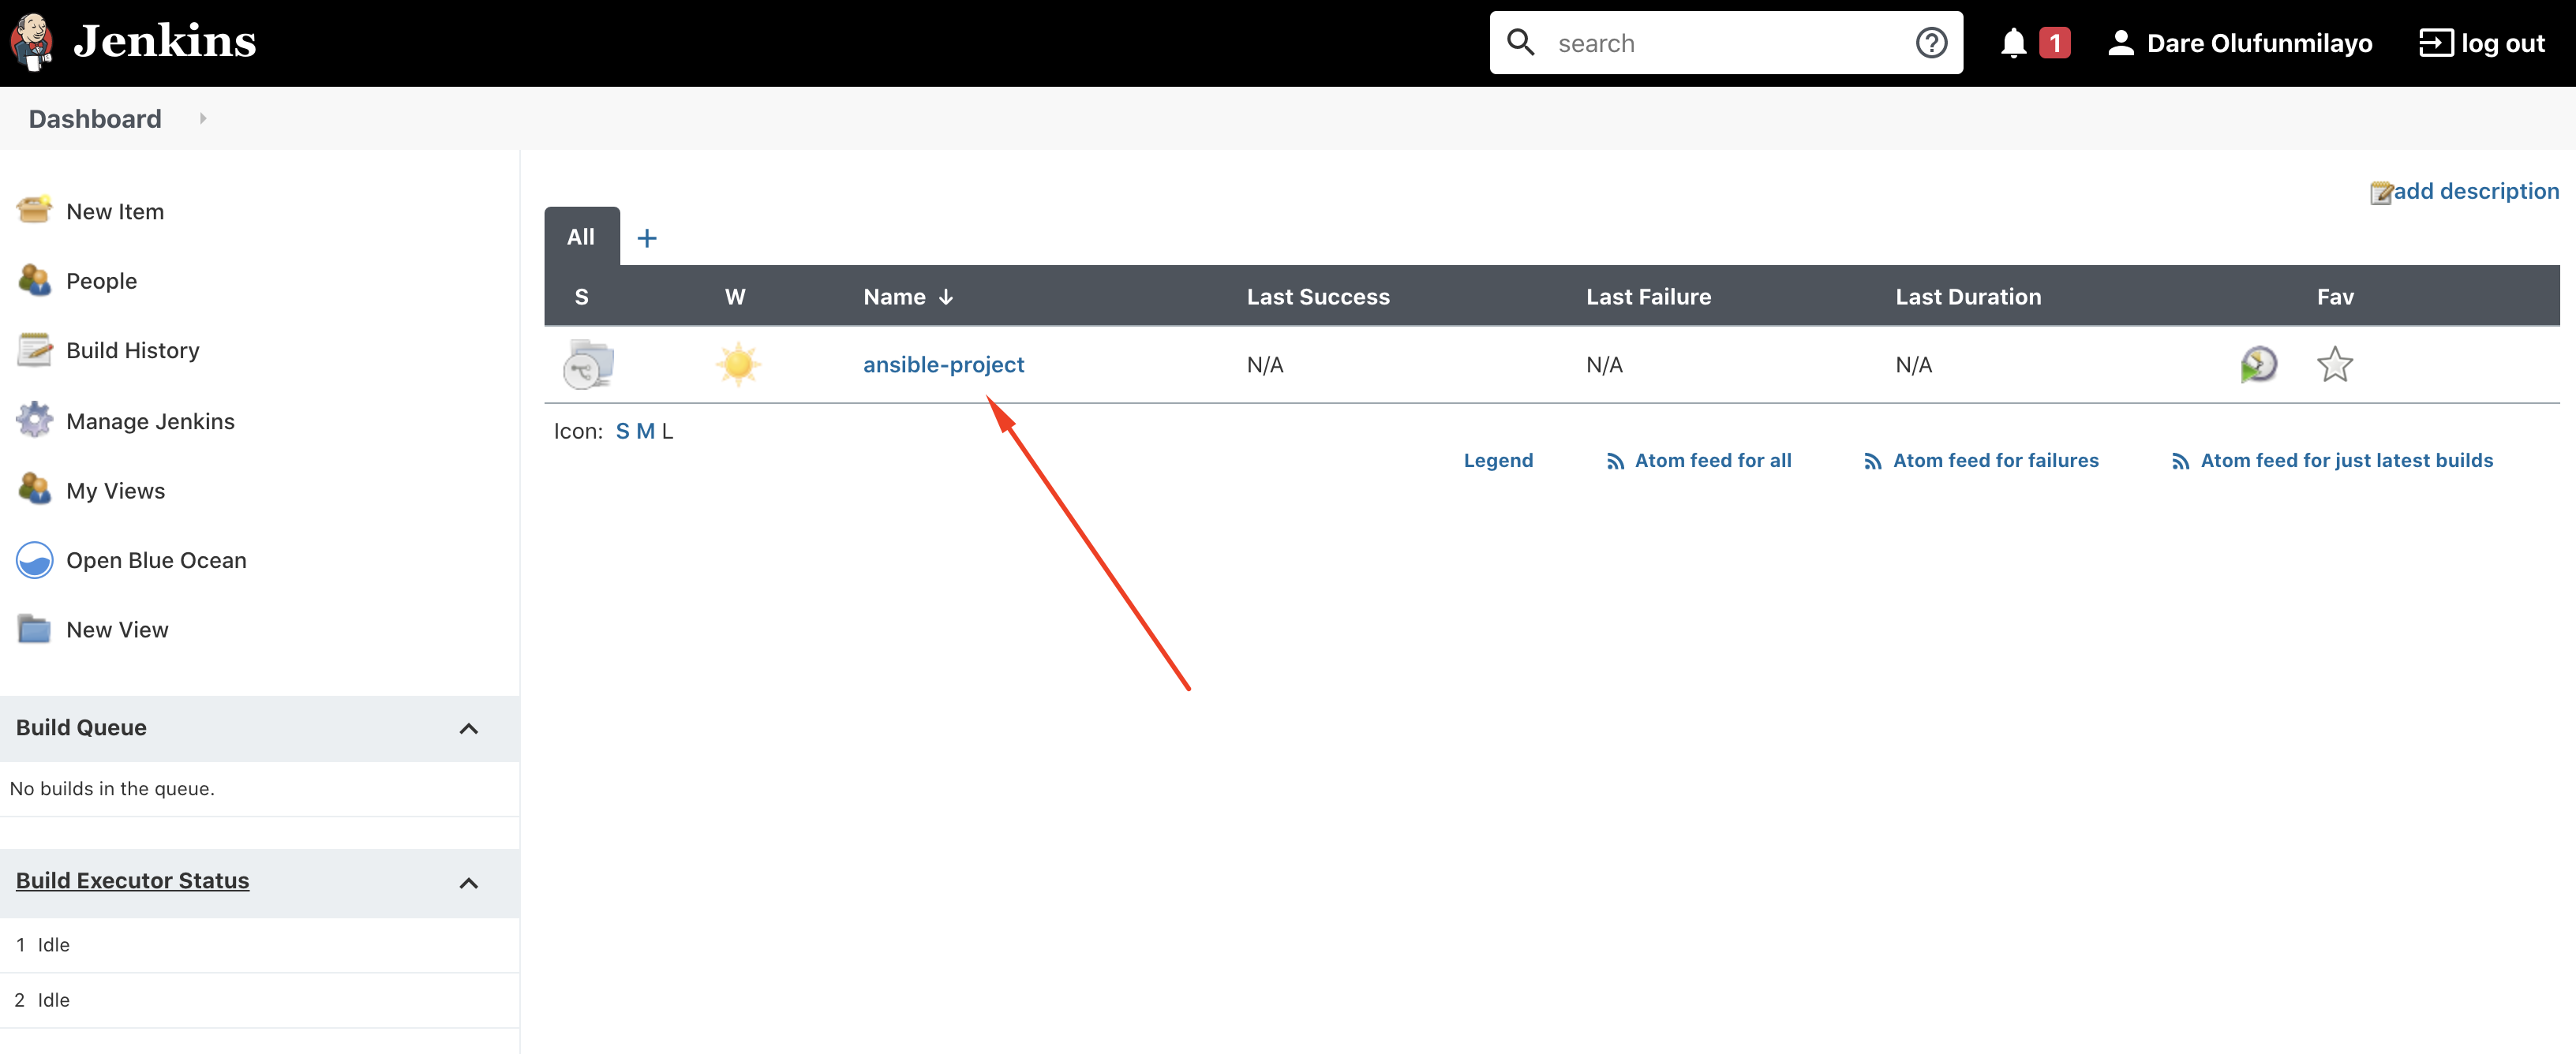 Jenkins
search
1
Dare Olufunmilayo
log out
Dashboard
New Item
People
Build History
Manage Jenkins
My Views
Open Blue Ocean
New View
Build Queue
No builds in the queue.
Build Executor Status
1 Idle
2 Idle
add description
All +
S W Name ↓ Last Success Last Failure Last Duration Fav
ansible-project N/A N/A N/A
Icon: S M L
Legend Atom feed for all Atom feed for failures Atom feed for just latest builds